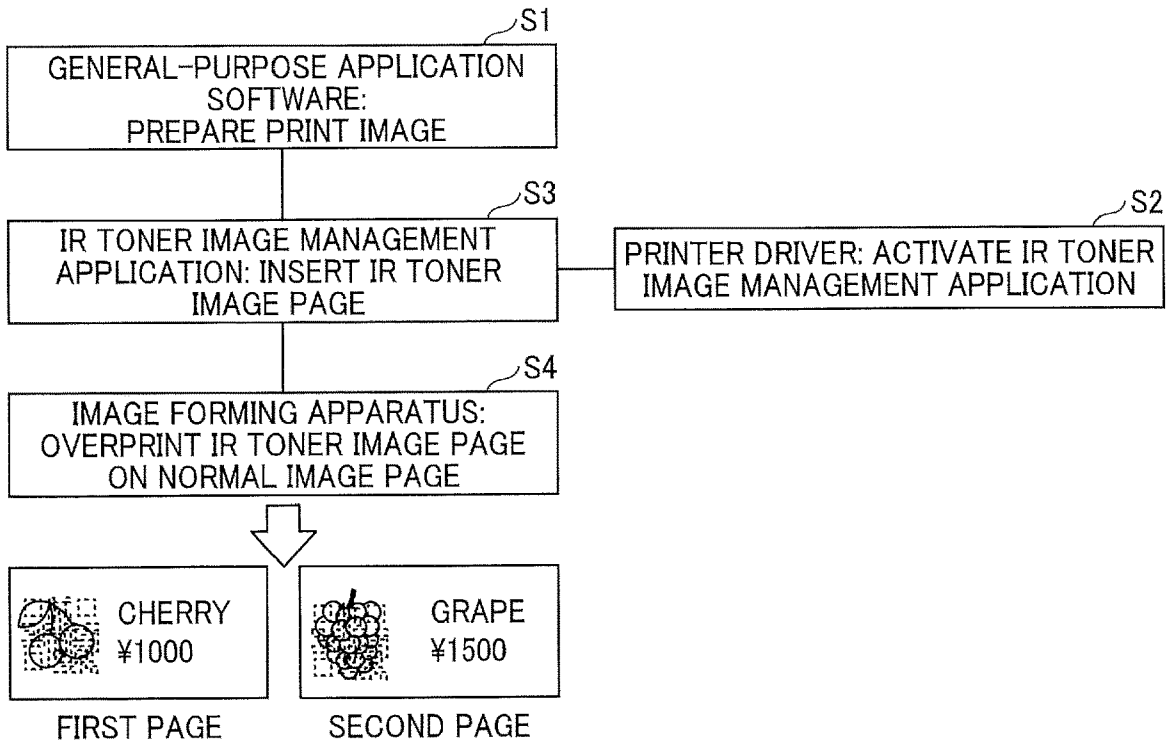 S1
GENERAL-PURPOSE APPLICATION
SOFTWARE:
PREPARE PRINT IMAGE
S3
IR TONER IMAGE MANAGEMENT
APPLICATION: INSERT IR TONER
IMAGE PAGE
S2
PRINTER DRIVER: ACTIVATE IR TONER
IMAGE MANAGEMENT APPLICATION
S4
IMAGE FORMING APPARATUS:
OVERPRINT IR TONER IMAGE PAGE
ON NORMAL IMAGE PAGE
CHERRY
¥1000
GRAPE
¥1500
FIRST PAGE
SECOND PAGE